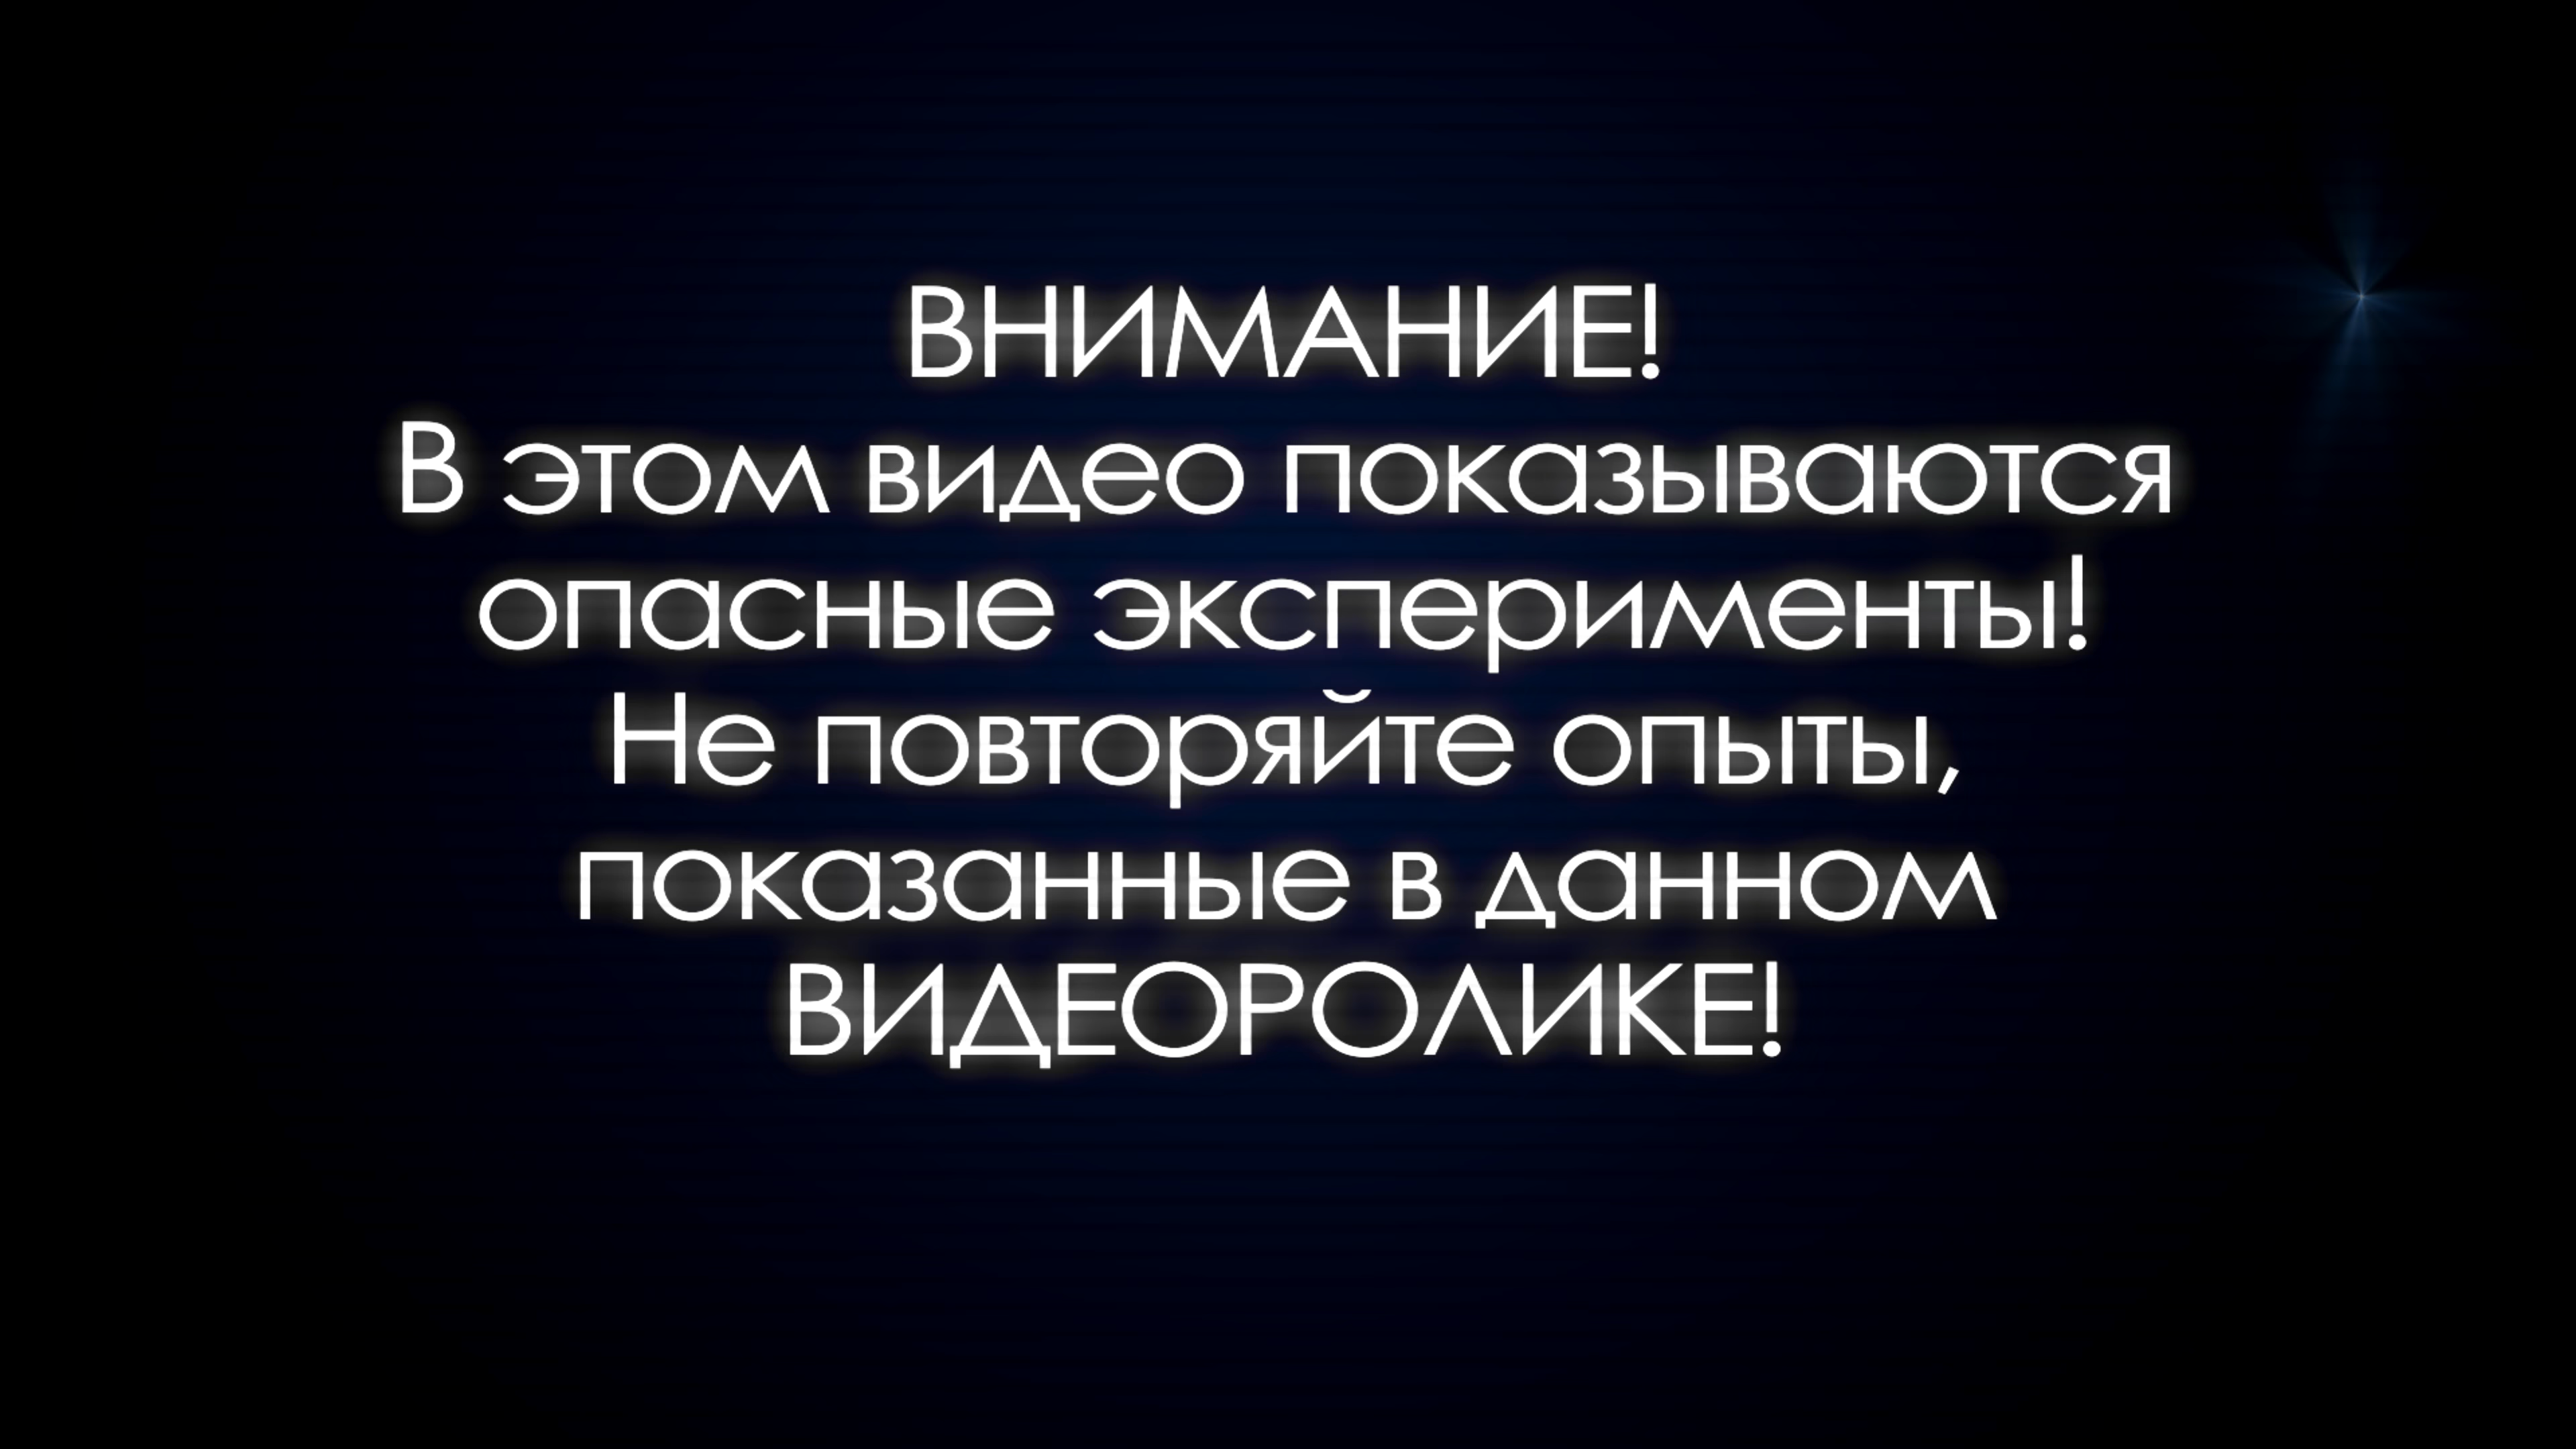 ВНИМАНИЕ!
В этом видео показываются
опасные эксперименты!
Не повторяйте опыты,
показанные в данном
ВИДЕОРОЛИКЕ!